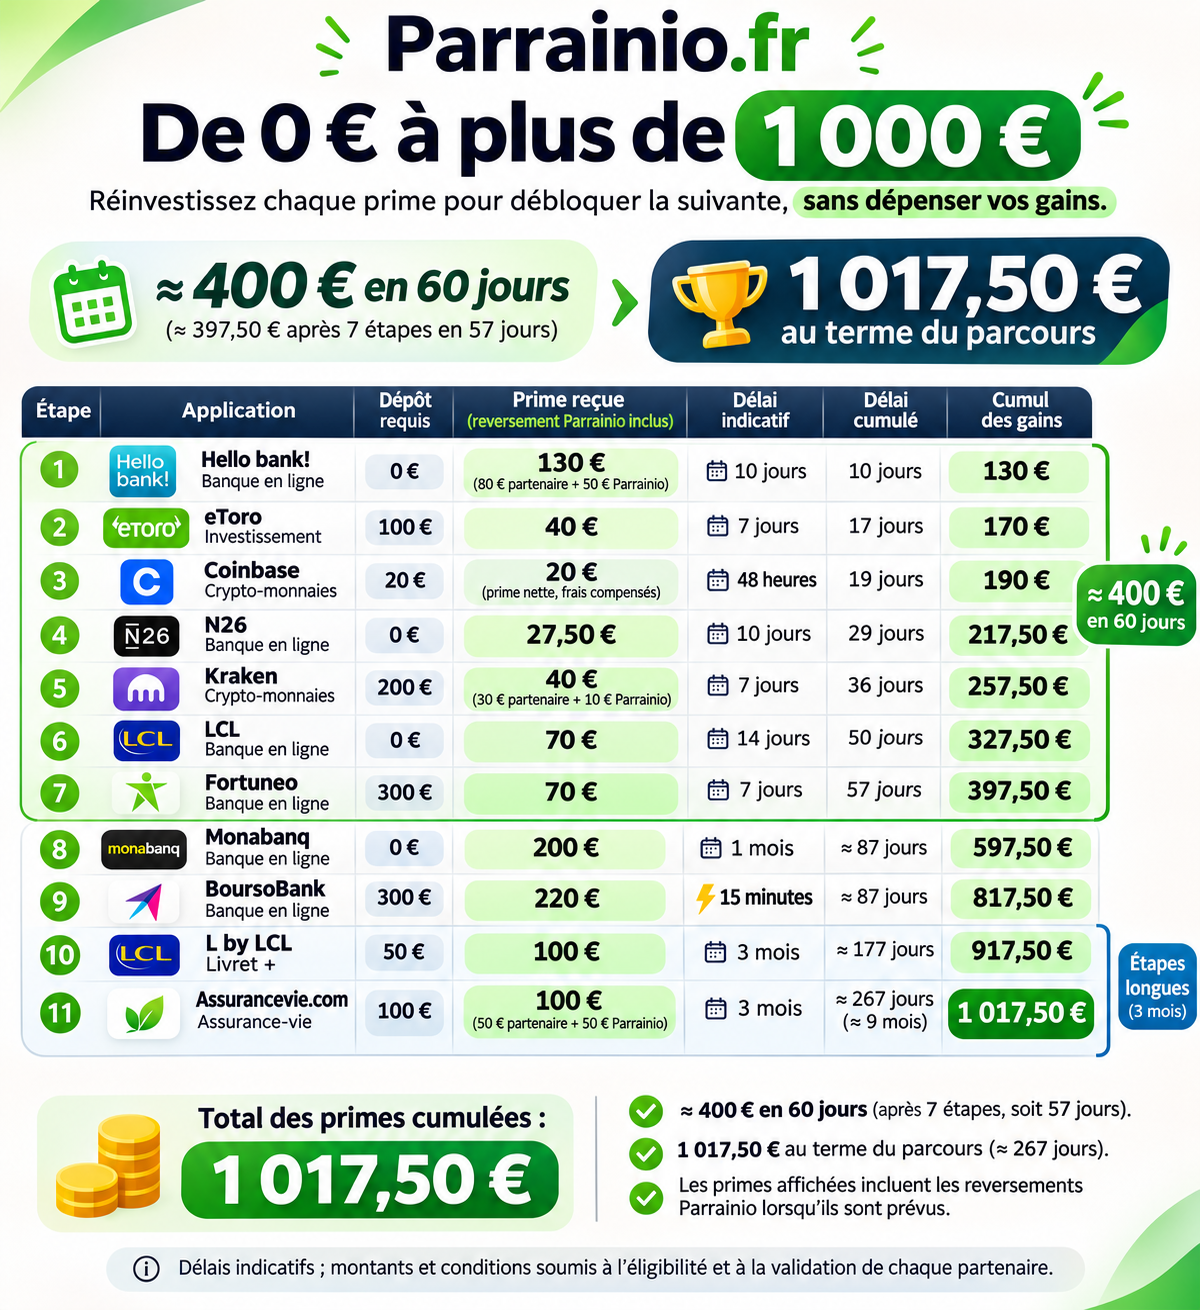 Parrainio.fr
De 0 € à plus de 1 000 €
Réinvestissez chaque prime pour débloquer la suivante, sans dépenser vos gains.
≈ 400 € en 60 jours
(≈ 397,50 € après 7 étapes en 57 jours)
1 017,50 €
au terme du parcours
Étape Application Dépôt requis Prime reçue (reversement Parrainio inclus) Délai indicatif Délai cumulé Cumul des gains
1 Hello bank! Hello bank! Banque en ligne 0 € 130 € (80 € partenaire + 50 € Parrainio) 10 jours 10 jours 130 €
2 eToro eToro Investissement 100 € 40 € 7 jours 17 jours 170 €
3 C Coinbase Crypto-monnaies 20 € 20 € (prime nette, frais compensés) 48 heures 19 jours 190 €
≈ 400 €
en 60 jours
4 N26 N26 Banque en ligne 0 € 27,50 € 10 jours 29 jours 217,50 €
5 Kraken Crypto-monnaies 200 € 40 € (30 € partenaire + 10 € Parrainio) 7 jours 36 jours 257,50 €
6 LCL LCL Banque en ligne 0 € 70 € 14 jours 50 jours 327,50 €
7 Fortuneo Banque en ligne 300 € 70 € 7 jours 57 jours 397,50 €
8 monabanq Monabanq Banque en ligne 0 € 200 € 1 mois ≈ 87 jours 597,50 €
9 BoursoBank Banque en ligne 300 € 220 € 15 minutes ≈ 87 jours 817,50 €
10 LCL L by LCL Livret + 50 € 100 € 3 mois ≈ 177 jours 917,50 €
11 Assurancevie.com Assurance-vie 100 € 100 € (50 € partenaire + 50 € Parrainio) 3 mois ≈ 267 jours (≈ 9 mois) 1 017,50 €
Étapes
longues
(3 mois)
Total des primes cumulées :
1 017,50 €
≈ 400 € en 60 jours (après 7 étapes, soit 57 jours).
1 017,50 € au terme du parcours (≈ 267 jours).
Les primes affichées incluent les reversements
Parrainio lorsqu'ils sont prévus.
Délais indicatifs ; montants et conditions soumis à l'éligibilité et à la validation de chaque partenaire.